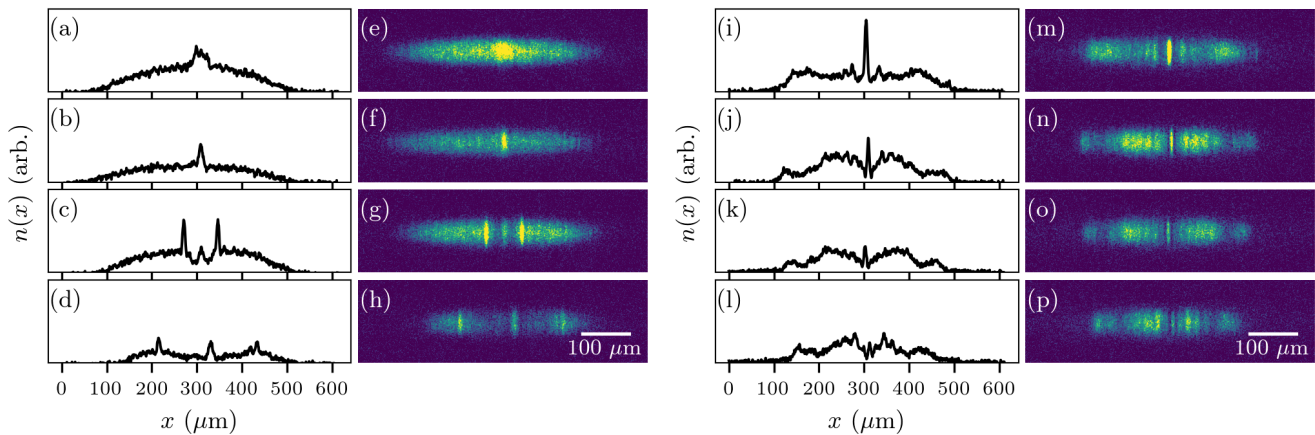 (a)
(e)
(b)
(f)
(c)
(g)
(d)
(h)
100 μm
n(x) (arb.)
0 100 200 300 400 500 600
x (μm)
(i)
(m)
(j)
(n)
(k)
(o)
(l)
(p)
100 μm
n(x) (arb.)
0 100 200 300 400 500 600
x (μm)